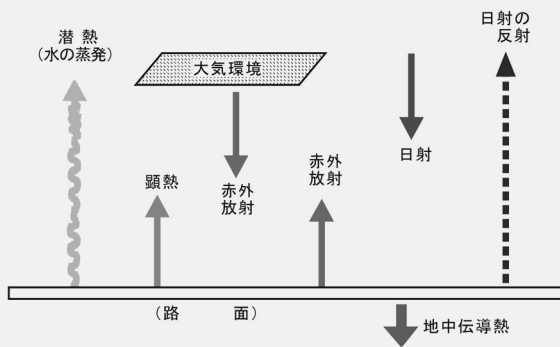 潜熱
(水の蒸発)
大気環境
日射の
反射
顕熱
赤外
放射
赤外
放射
日射
(路面)
地中伝導熱